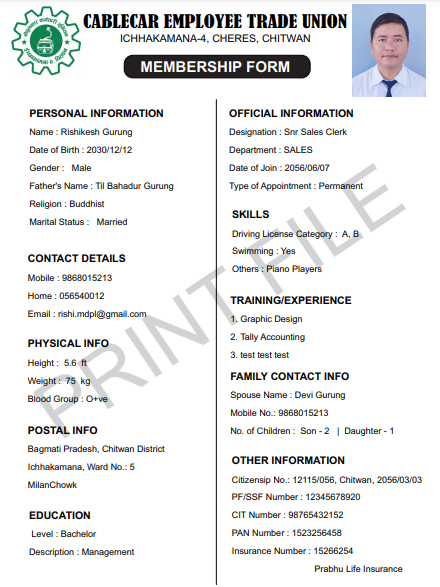 CABLECAR EMPLOYEE TRADE UNION
ICHHAKAMANA-4, CHERES, CHITWAN
MEMBERSHIP FORM
PERSONAL INFORMATION
Name : Rishikesh Gurung
Date of Birth : 2030/12/12
Gender : Male
Father's Name : Til Bahadur Gurung
Religion : Buddhist
Marital Status : Married
CONTACT DETAILS
Mobile : 9868015213
Home : 056540012
Email : rishi.mdpl@gmail.com
PHYSICAL INFO
Height : 5.6 ft
Weight : 75 kg
Blood Group : O+ve
POSTAL INFO
Bagmati Pradesh, Chitwan District
Ichhakamana, Ward No.: 5
MilanChowk
EDUCATION
Level : Bachelor
Description : Management
OFFICIAL INFORMATION
Designation : Snr Sales Clerk
Department : SALES
Date of Join : 2056/06/07
Type of Appointment : Permanent
SKILLS
Driving License Category : A, B
Swimming : Yes
Others : Piano Players
TRAINING/EXPERIENCE
1. Graphic Design
2. Tally Accounting
3. test test test
FAMILY CONTACT INFO
Spouse Name : Devi Gurung
Mobile No.: 9868015213
No. of Children : Son - 2 | Daughter - 1
OTHER INFORMATION
Citizensip No.: 12115/056, Chitwan, 2056/03/03
PF/SSF Number : 12345678920
CIT Number : 98765432152
PAN Number : 1523256458
Insurance Number : 15266254
Prabhu Life Insurance
PRINT FILE